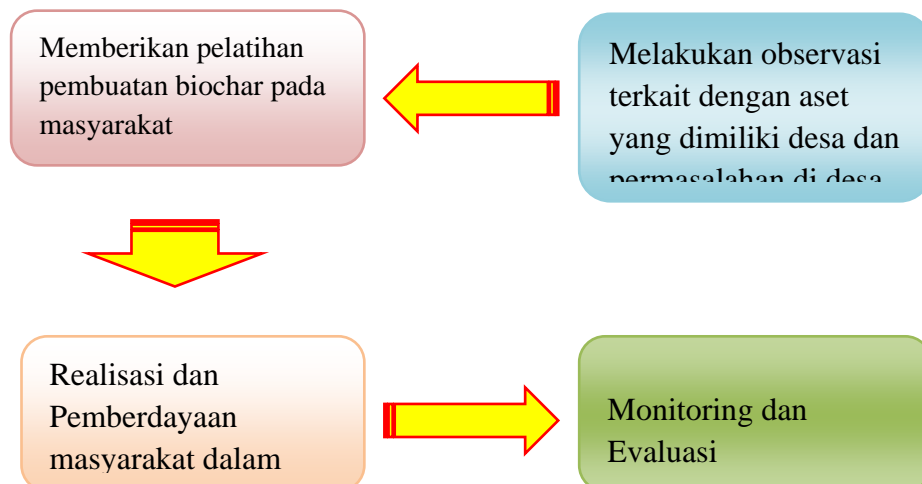 Memberikan pelatihan
pembuatan biochar pada
masyarakat
Melakukan observasi
terkait dengan aset
yang dimiliki desa dan
permasalahan di desa
Realisasi dan
Pemberdayaan
masyarakat dalam
Monitoring dan
Evaluasi